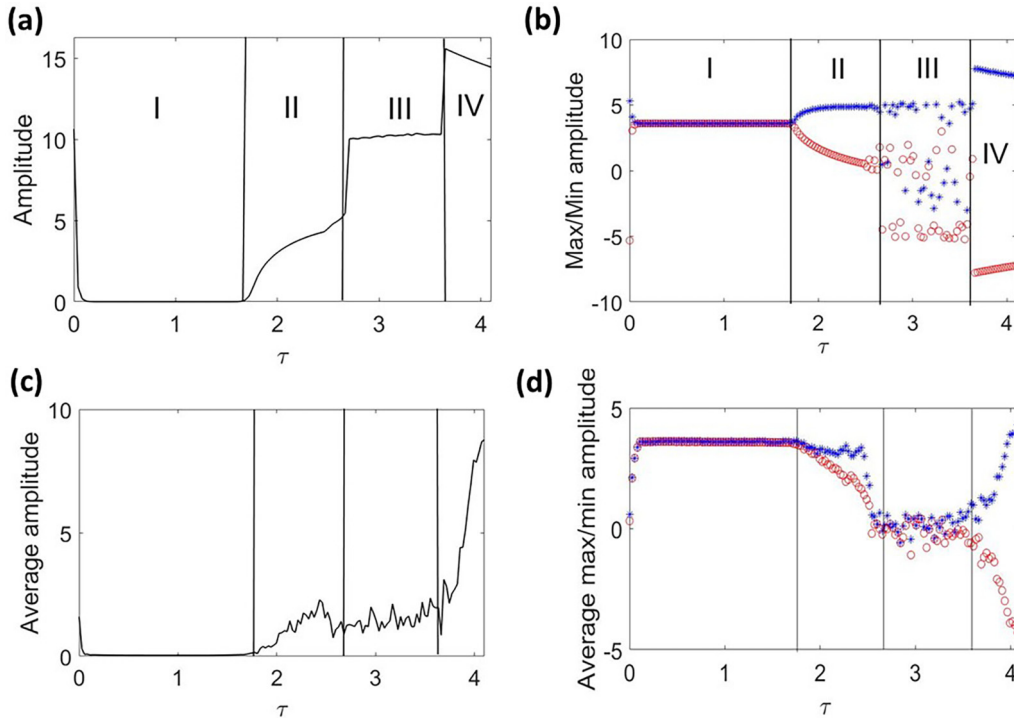 (a)
15
10
5
0
Amplitude
I
II
III
IV
0
1
2
3
4
τ
(b)
10
5
0
-5
-10
Max/Min amplitude
I
II
III
IV
0
1
2
3
4
τ
(c)
10
5
0
Average amplitude
0
1
2
3
4
τ
(d)
5
0
-5
Average max/min amplitude
0
1
2
3
4
τ